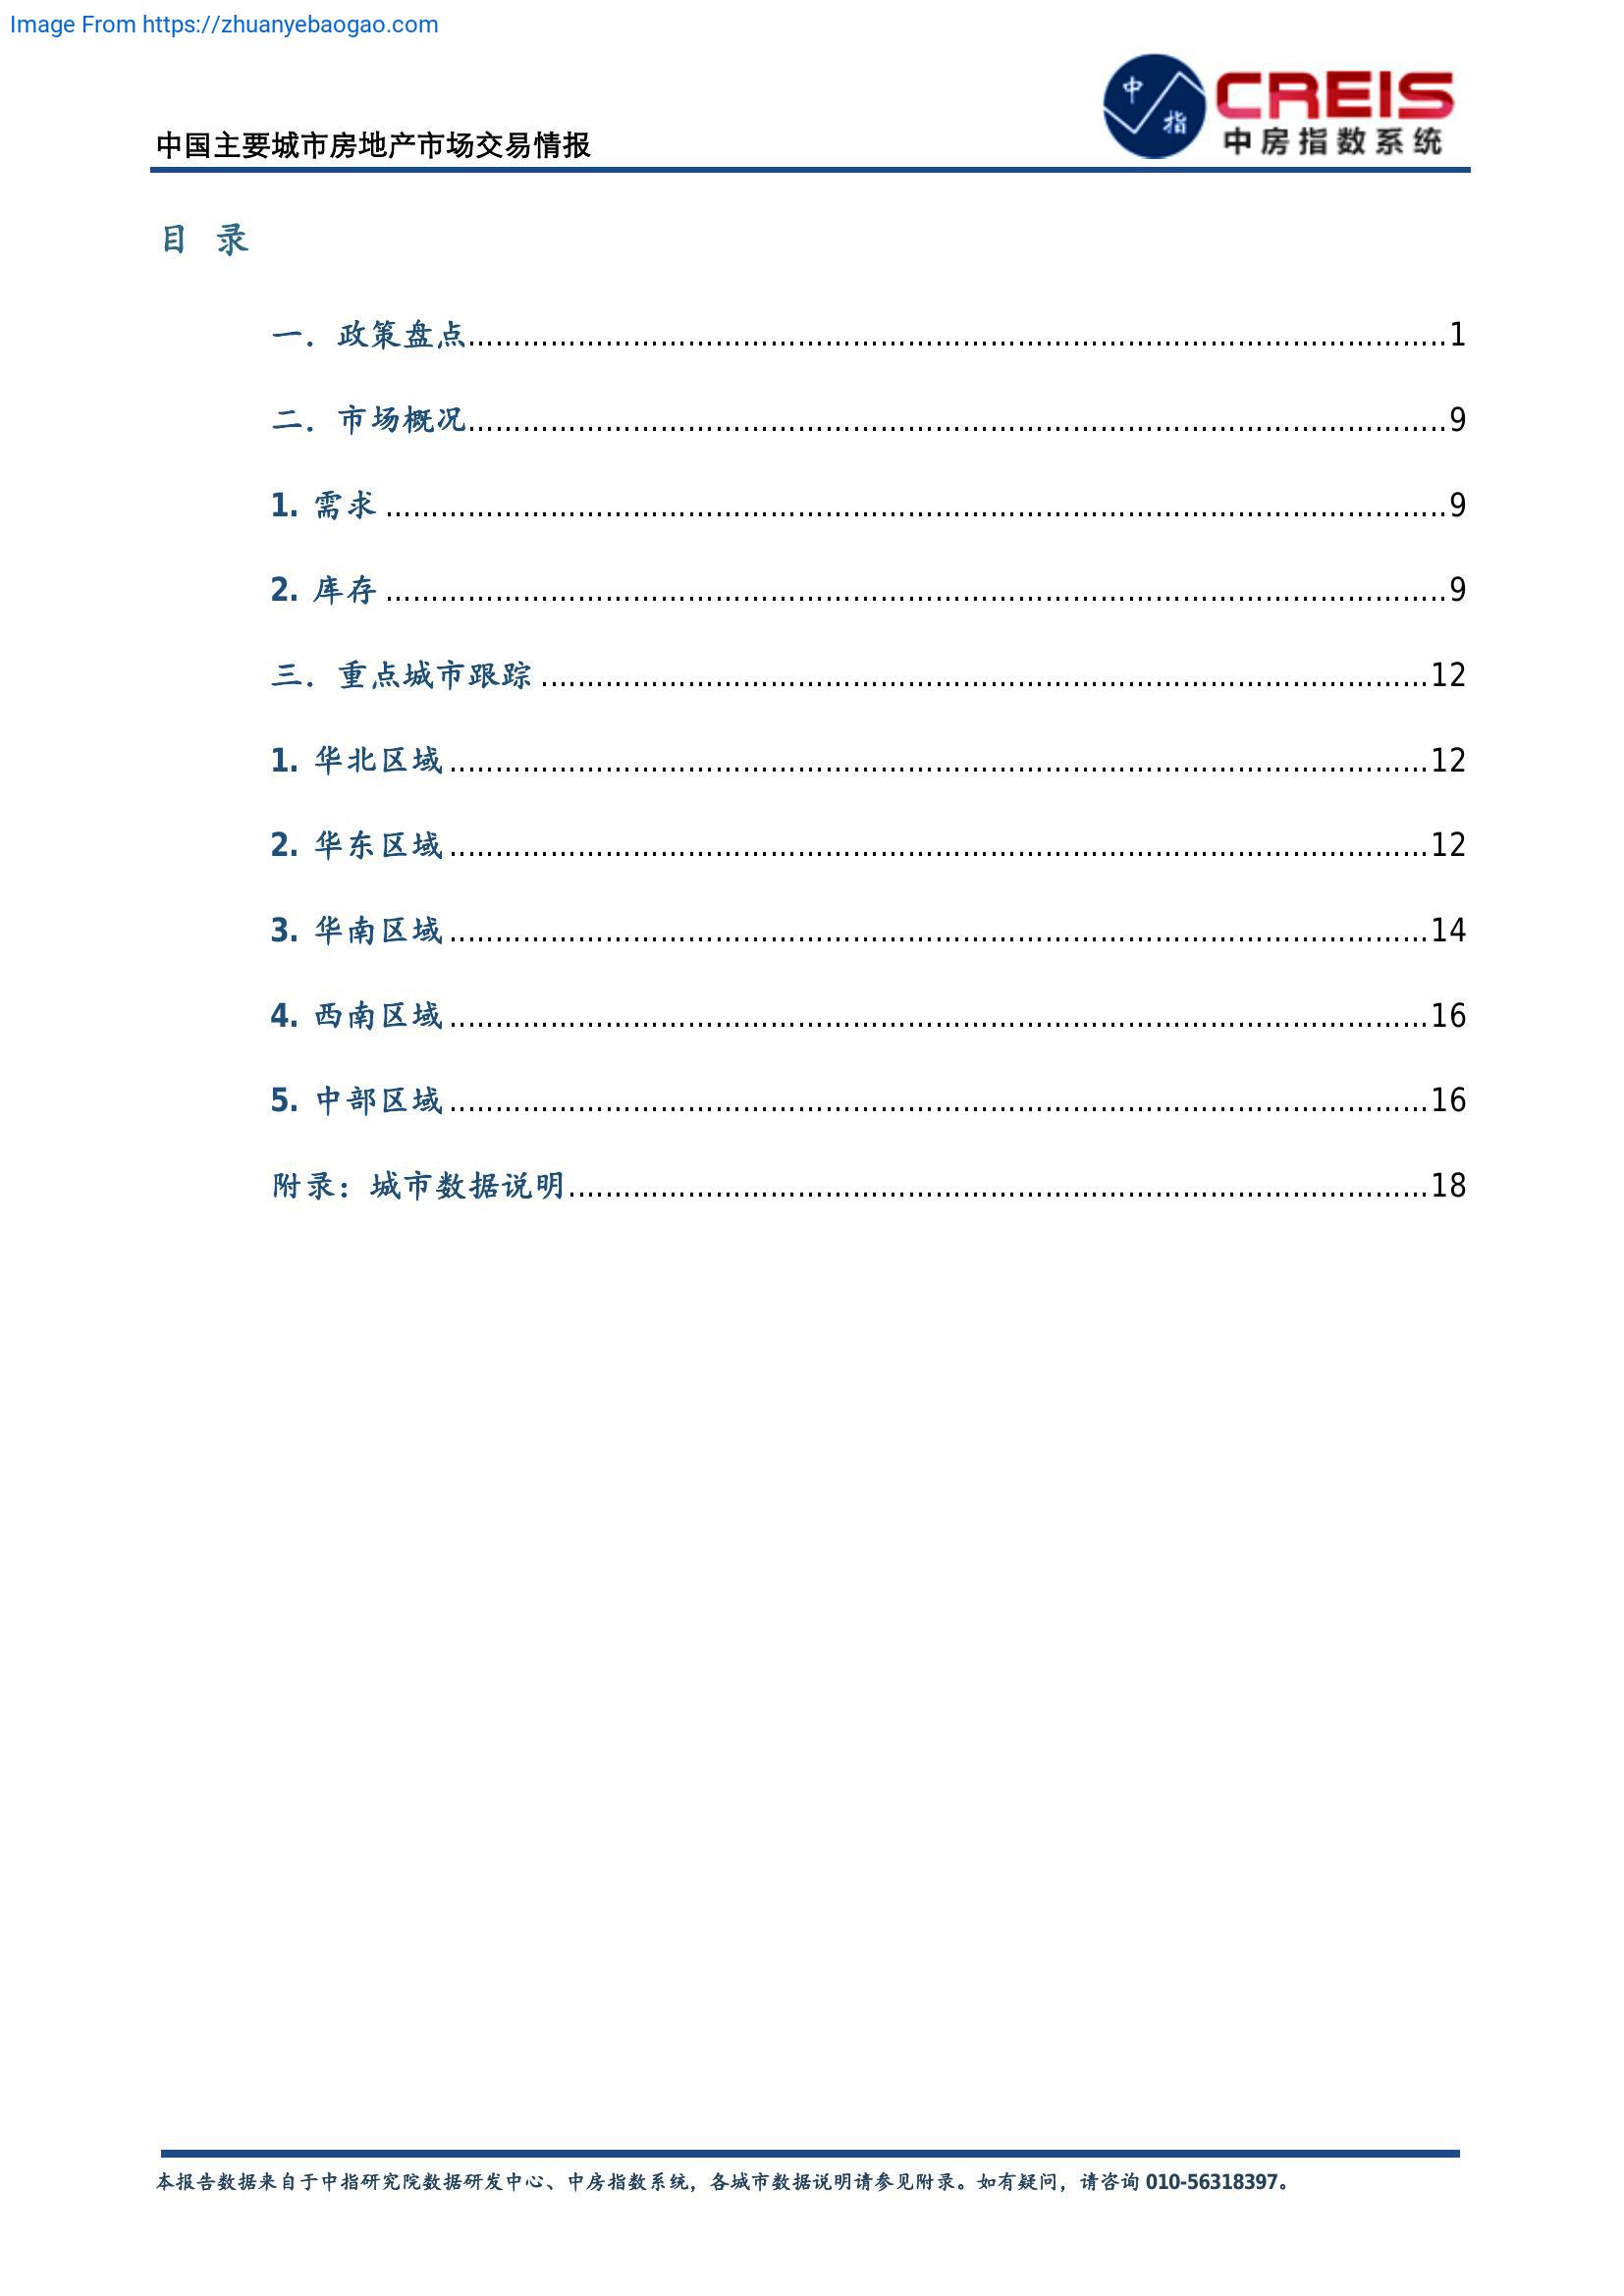 Image From https://zhuanyebaogao.com
中 指
CREIS
中房指数系统
中国主要城市房地产市场交易情报
目 录
一. 政策盘点........................................................................1
二. 市场概况........................................................................9
1. 需求........................................................................9
2. 库存........................................................................9
三. 重点城市跟踪........................................................................12
1. 华北区域........................................................................12
2. 华东区域........................................................................12
3. 华南区域........................................................................14
4. 西南区域........................................................................16
5. 中部区域........................................................................16
附录：城市数据说明........................................................................18
本报告数据来自于中指研究院数据研发中心、中房指数系统，各城市数据说明请参见附录。如有疑问，请咨询 010-56318397。